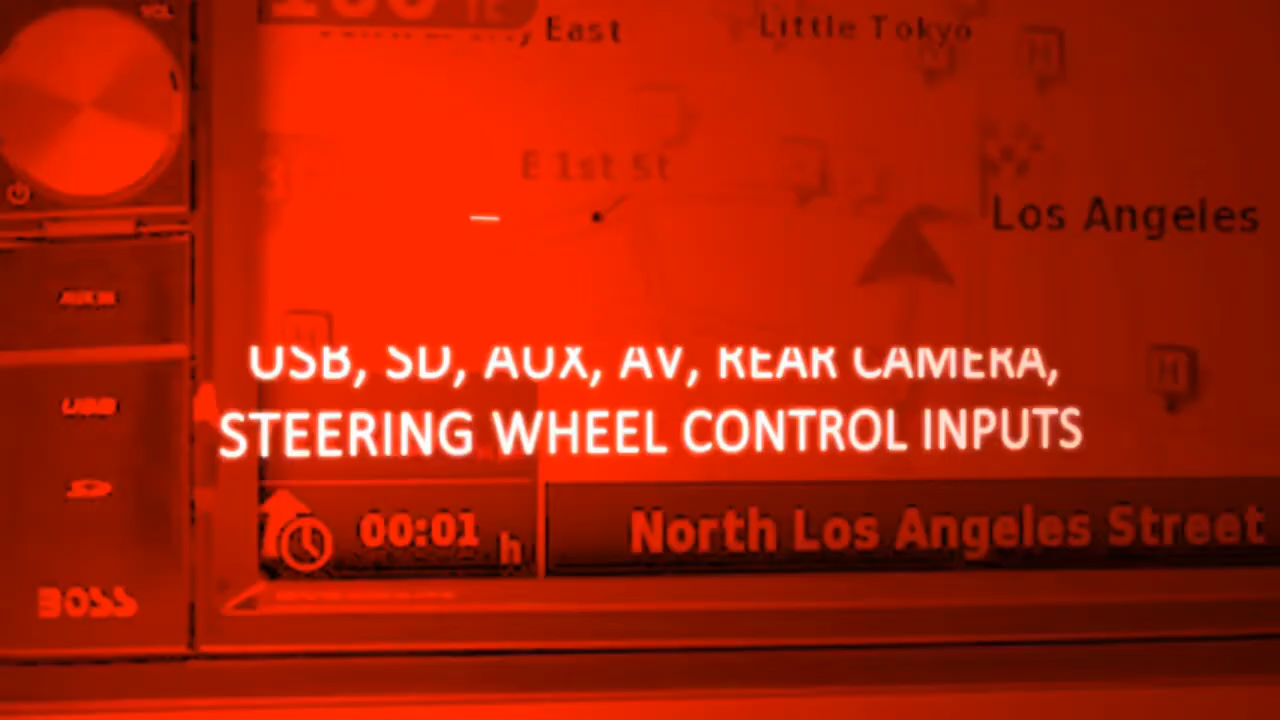 VOL
, East
Little Tokyo
E 1st St
Los Angeles
AUX IN
USB, SD, AUX, AV, REAR CAMERA,
USB
STEERING WHEEL CONTROL INPUTS
00:01 h
North Los Angeles Street
BOSS